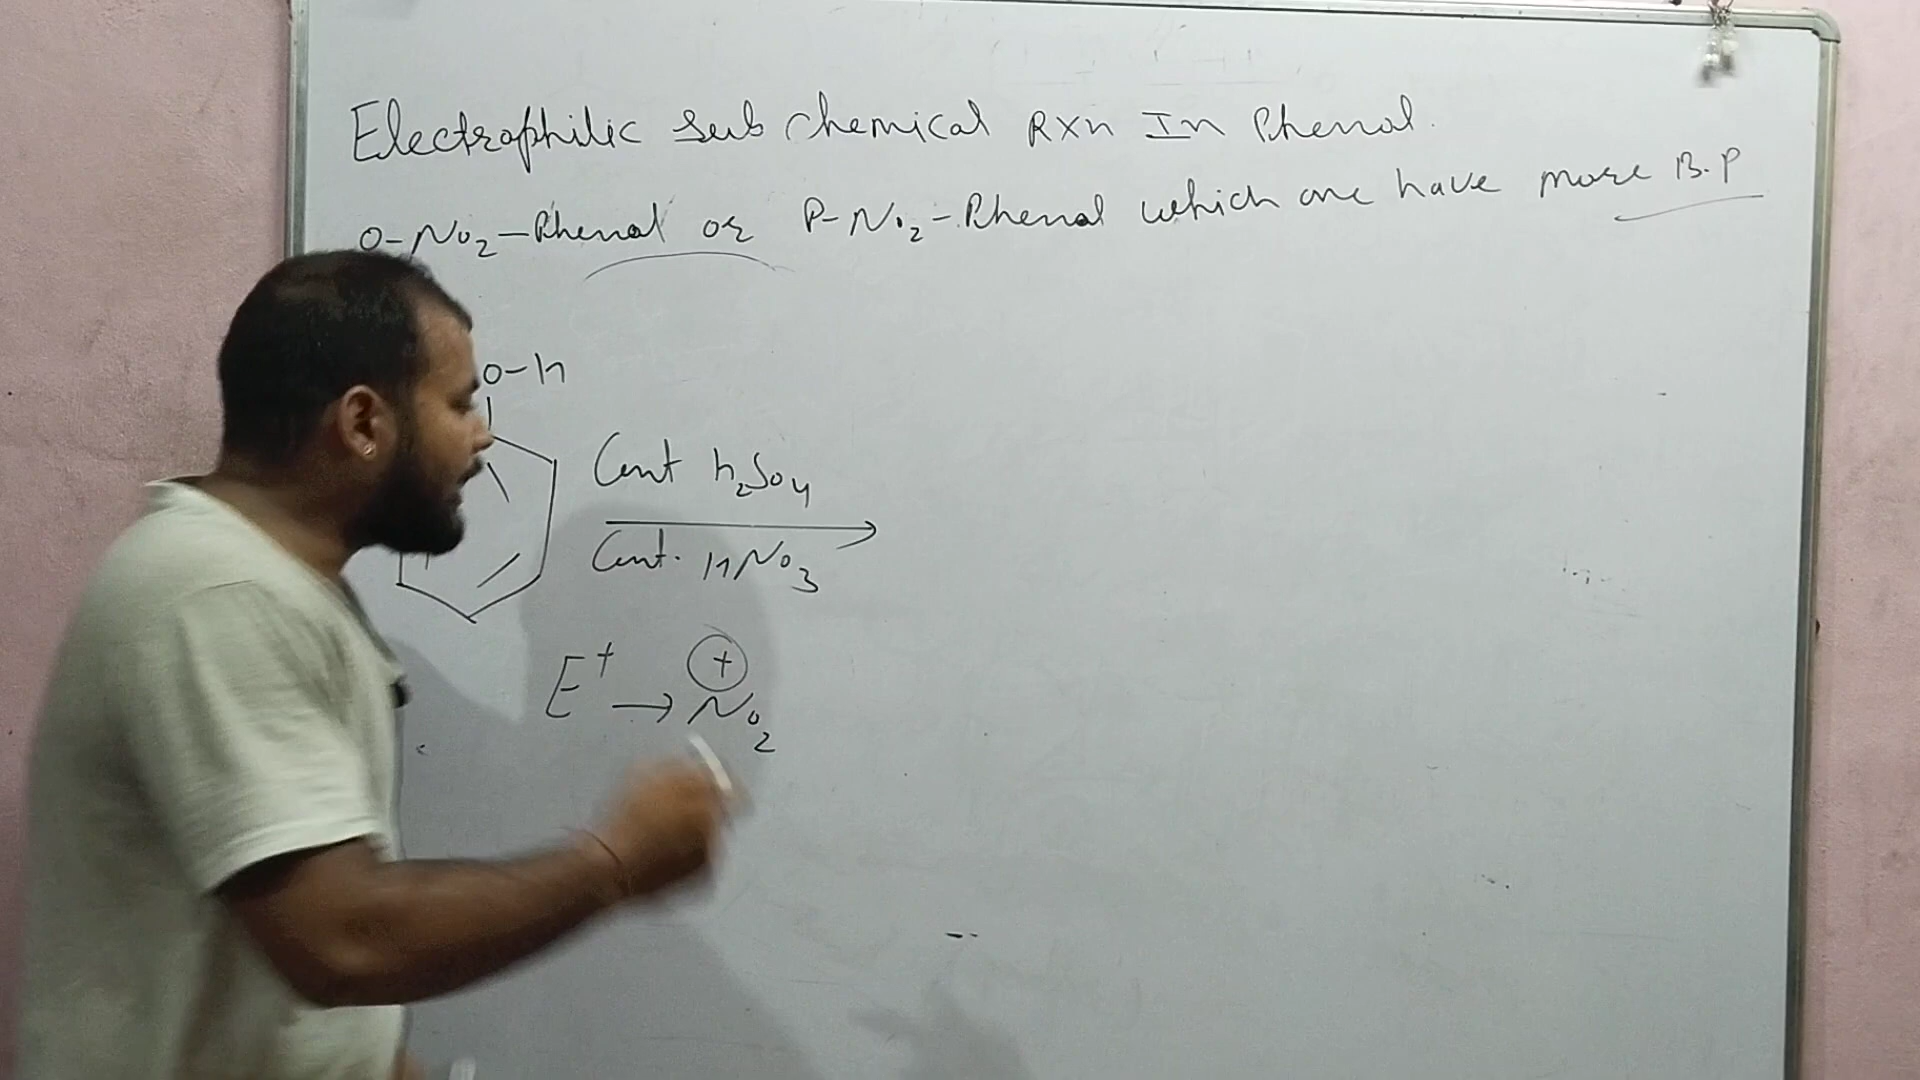 Electrophilic Sub Chemical Rxn In Phenol.
O-NO2-Phenol or P-NO2-Phenol which one have more B.P
O-H
Cont H2SO4
Cont. HNO3
E+ → NO2 +